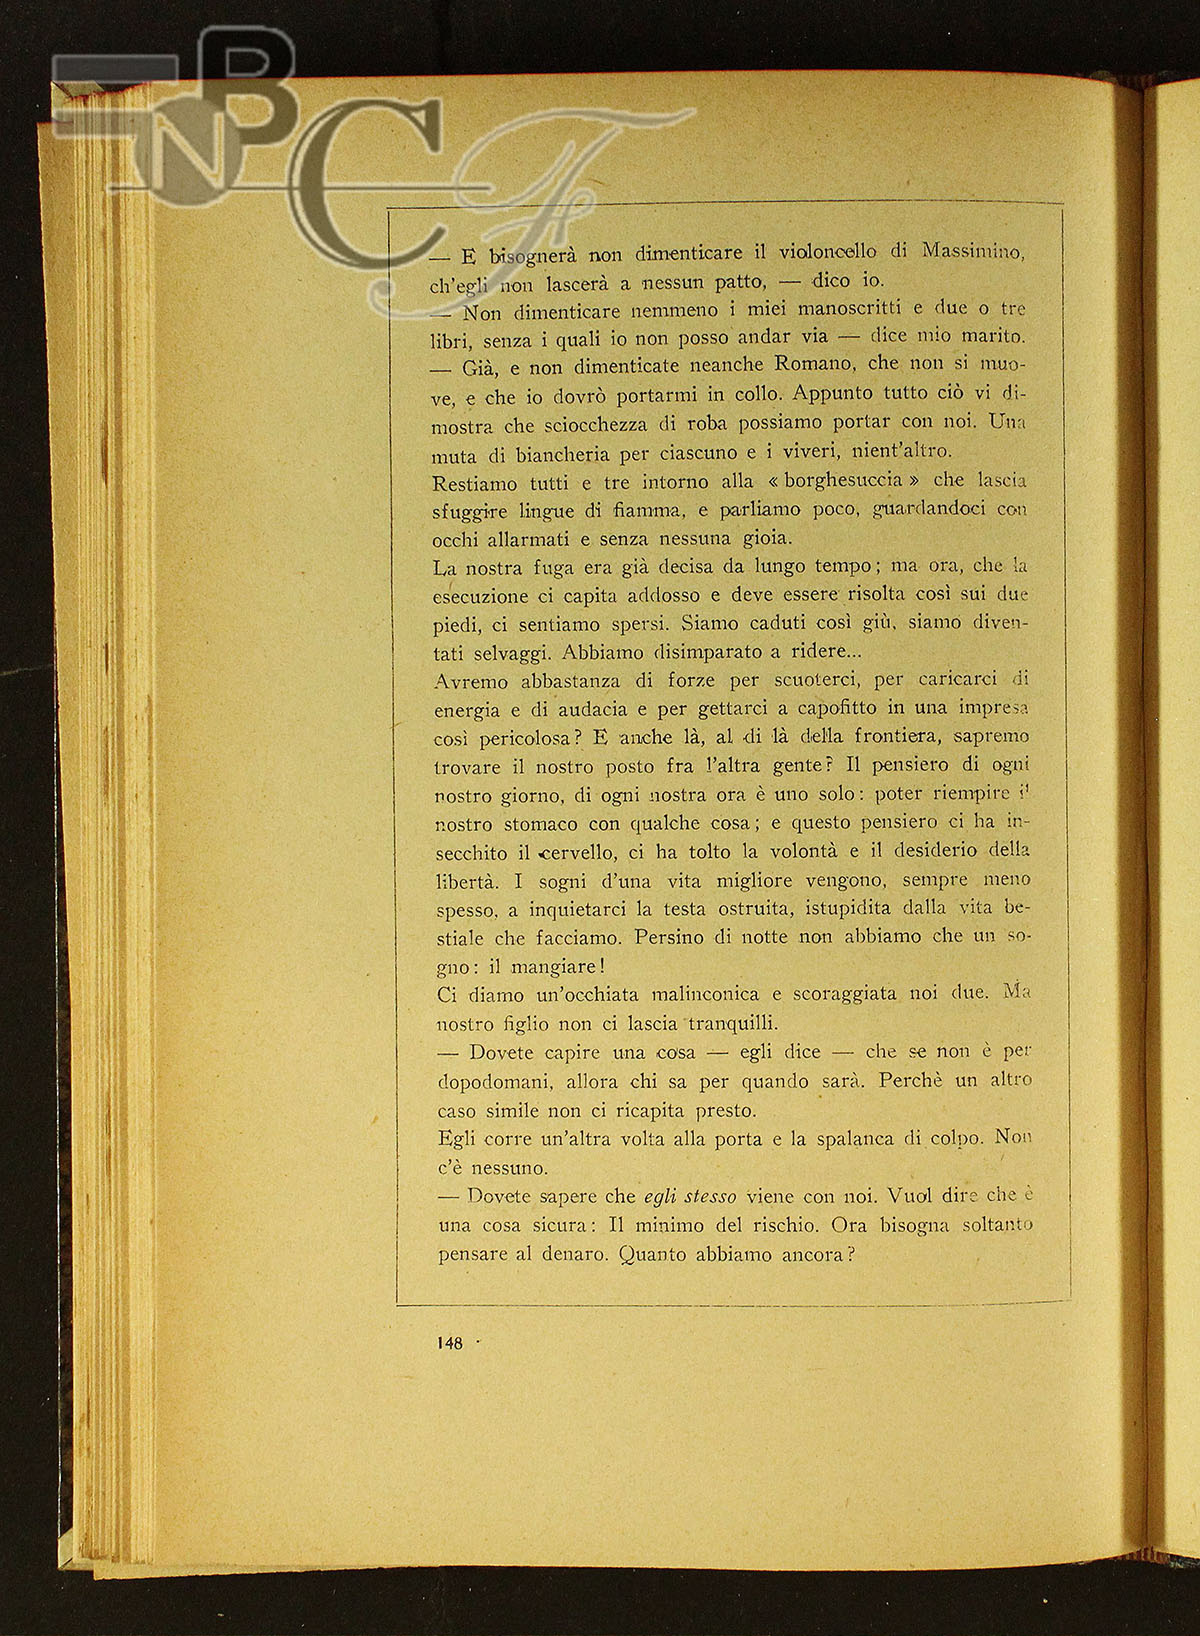 BNCF
— E bisognerà non dimenticare il violoncello di Massimino,
ch'egli non lascerà a nessun patto, — dico io.
— Non dimenticare nemmeno i miei manoscritti e due o tre
libri, senza i quali io non posso andar via — dice mio marito.
— Già, e non dimenticate neanche Romano, che non si muo-
ve, e che io dovrò portarmi in collo. Appunto tutto ciò vi di-
mostra che sciocchezza di roba possiamo portar con noi. Una
muta di biancheria per ciascuno e i viveri, nient'altro.
Restiamo tutti e tre intorno alla « borghesuccia » che lascia
sfuggire lingue di fiamma, e parliamo poco, guardandoci con
occhi allarmati e senza nessuna gioia.
La nostra fuga era già decisa da lungo tempo; ma ora, che la
esecuzione ci capita addosso e deve essere risolta così sui due
piedi, ci sentiamo spersi. Siamo caduti così giù, siamo diven-
tati selvaggi. Abbiamo disimparato a ridere...
Avremo abbastanza di forze per scuoterci, per caricarci di
energia e di audacia e per gettarci a capofitto in una impresa
così pericolosa? E anche là, al di là della frontiera, sapremo
trovare il nostro posto fra l'altra gente? Il pensiero di ogni
nostro giorno, di ogni nostra ora è uno solo: poter riempire il
nostro stomaco con qualche cosa; e questo pensiero ci ha in-
secchito il cervello, ci ha tolto la volontà e il desiderio della
libertà. I sogni d'una vita migliore vengono, sempre meno
spesso, a inquietarci la testa ostruita, istupidita dalla vita be-
stiale che facciamo. Persino di notte non abbiamo che un so-
gno: il mangiare!
Ci diamo un'occhiata malinconica e scoraggiata noi due. Ma
nostro figlio non ci lascia tranquilli.
— Dovete capire una cosa — egli dice — che se non è per
dopodomani, allora chi sa per quando sarà. Perchè un altro
caso simile non ci ricapita presto.
Egli corre un'altra volta alla porta e la spalanca di colpo. Non
c'è nessuno.
— Dovete sapere che egli stesso viene con noi. Vuol dire che è
una cosa sicura: Il minimo del rischio. Ora bisogna soltanto
pensare al denaro. Quanto abbiamo ancora?
148